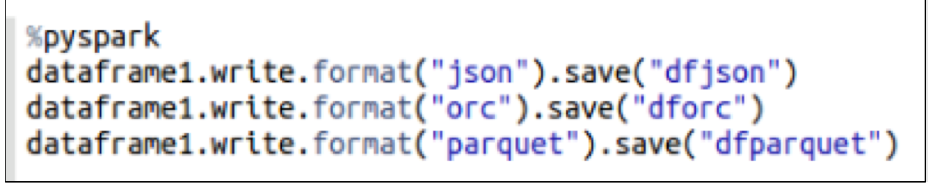 %pyspark
dataframe1.write.format("json").save("dfjson")
dataframe1.write.format("orc").save("dforc")
dataframe1.write.format("parquet").save("dfparquet")